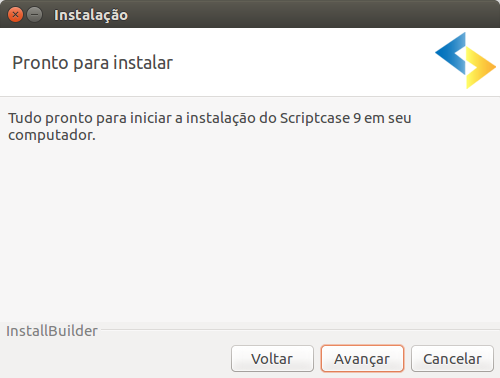 Instalação
Pronto para instalar
Tudo pronto para iniciar a instalação do Scriptcase 9 em seu
computador.
InstallBuilder
Voltar
Avançar
Cancelar